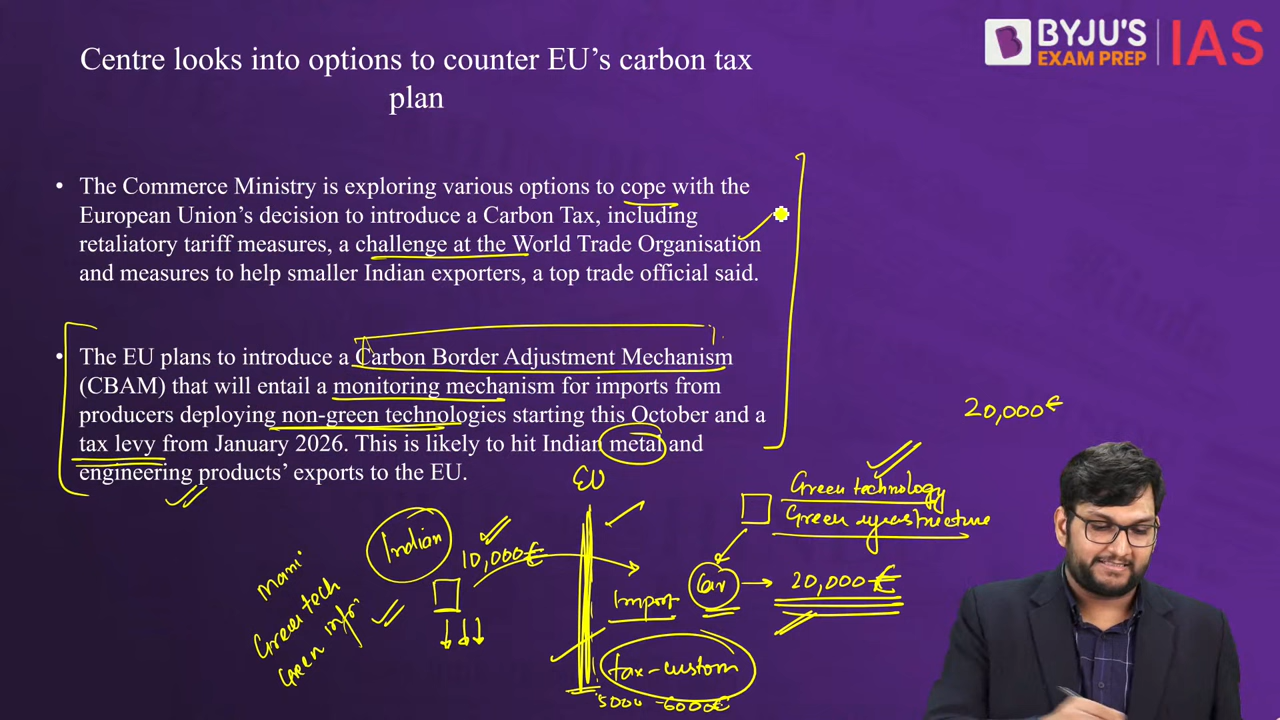 Centre looks into options to counter EU's carbon tax
plan
BYJU'S
EXAM PREP
IAS
• The Commerce Ministry is exploring various options to cope with the
European Union's decision to introduce a Carbon Tax, including
retaliatory tariff measures, a challenge at the World Trade Organisation
and measures to help smaller Indian exporters, a top trade official said.
• The EU plans to introduce a Carbon Border Adjustment Mechanism
(CBAM) that will entail a monitoring mechanism for imports from
producers deploying non-green technologies starting this October and a
tax levy from January 2026. This is likely to hit Indian metal and
engineering products' exports to the EU.
20,000€
EU
Green technology
Green infrastructure
Indian
10,000€
Car
20,000€
Import
Green tech
Green
tax-custom
5000 - 6000€